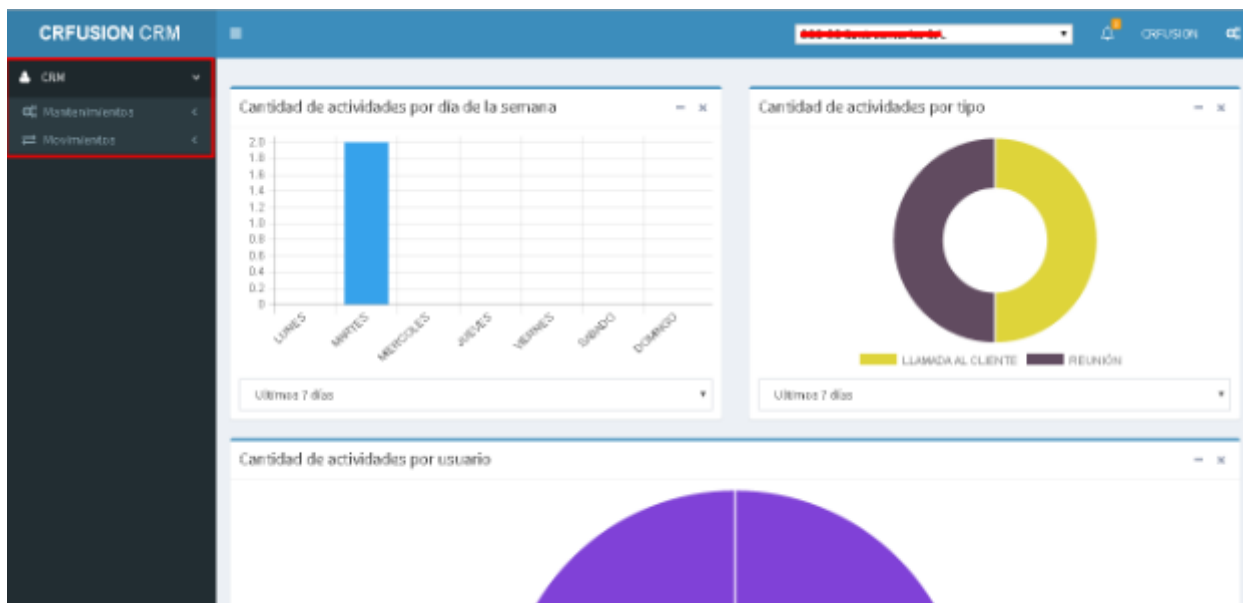 CRFUSION CRM
CRFUSION
CRM
Mantenimientos
Movimientos
Cantidad de actividades por día de la semana
2.0
1.8
1.6
1.4
1.2
1.0
0.8
0.6
0.4
0.2
0
LUNES MARTES MIERCOLES JUEVES VIERNES SABADO DOMINGO
Ultimos 7 días
Cantidad de actividades por tipo
LLAMADA AL CLIENTE REUNIÓN
Ultimos 7 días
Cantidad de actividades por usuario